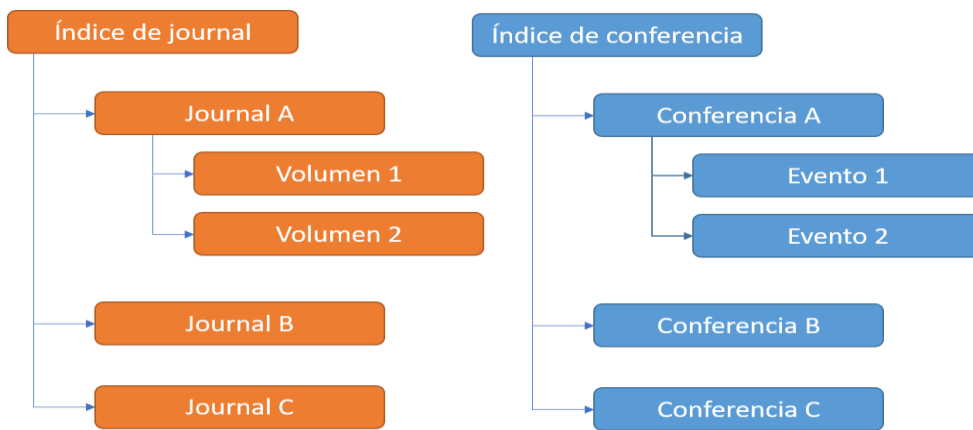 Índice de journal
Journal A
Volumen 1
Volumen 2
Journal B
Journal C
Índice de conferencia
Conferencia A
Evento 1
Evento 2
Conferencia B
Conferencia C